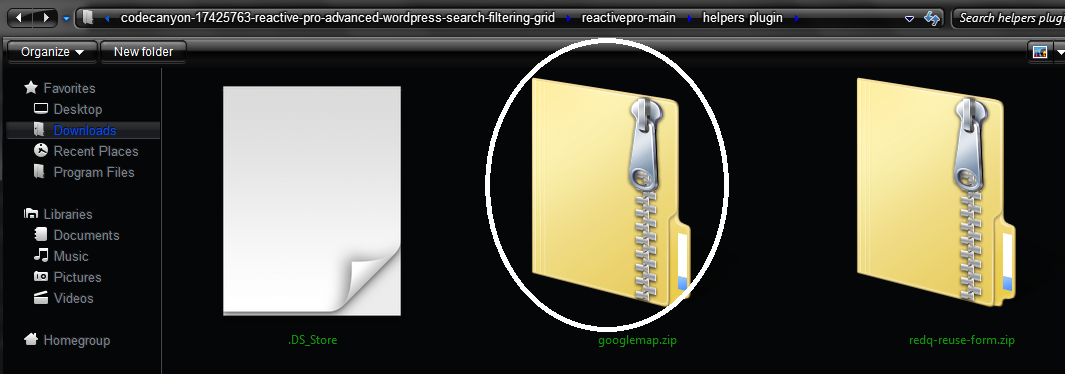 codecanyon-17425763-reactive-pro-advanced-wordpress-search-filtering-grid reactivepro-main helpers plugin Search helpers plugi
Organize New folder
Favorites
Desktop
Downloads
Recent Places
Program Files
Libraries
Documents
Music
Pictures
Videos
Homegroup
.DS_Store googlemap.zip redq-reuse-form.zip